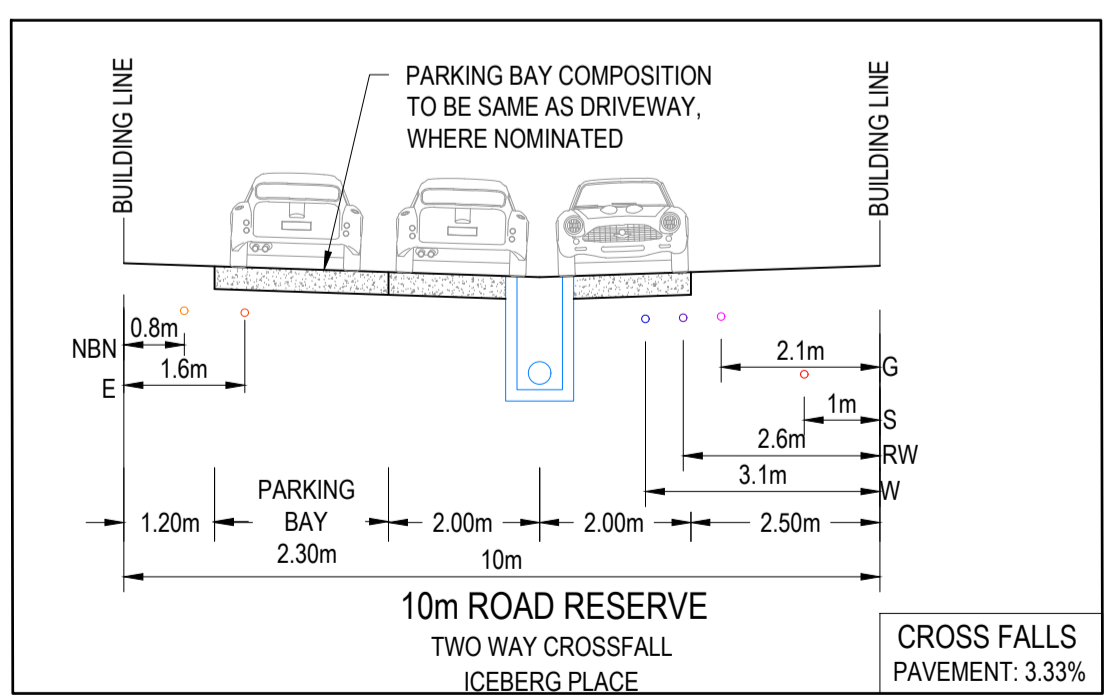 BUILDING LINE
PARKING BAY COMPOSITION
TO BE SAME AS DRIVEWAY,
WHERE NOMINATED
BUILDING LINE
NBN
0.8m
E
1.6m
2.1m
G
1m
S
2.6m
RW
3.1m
W
1.20m
PARKING
BAY
2.30m
2.00m
2.00m
2.50m
10m
10m ROAD RESERVE
TWO WAY CROSSFALL
ICEBERG PLACE
CROSS FALLS
PAVEMENT: 3.33%